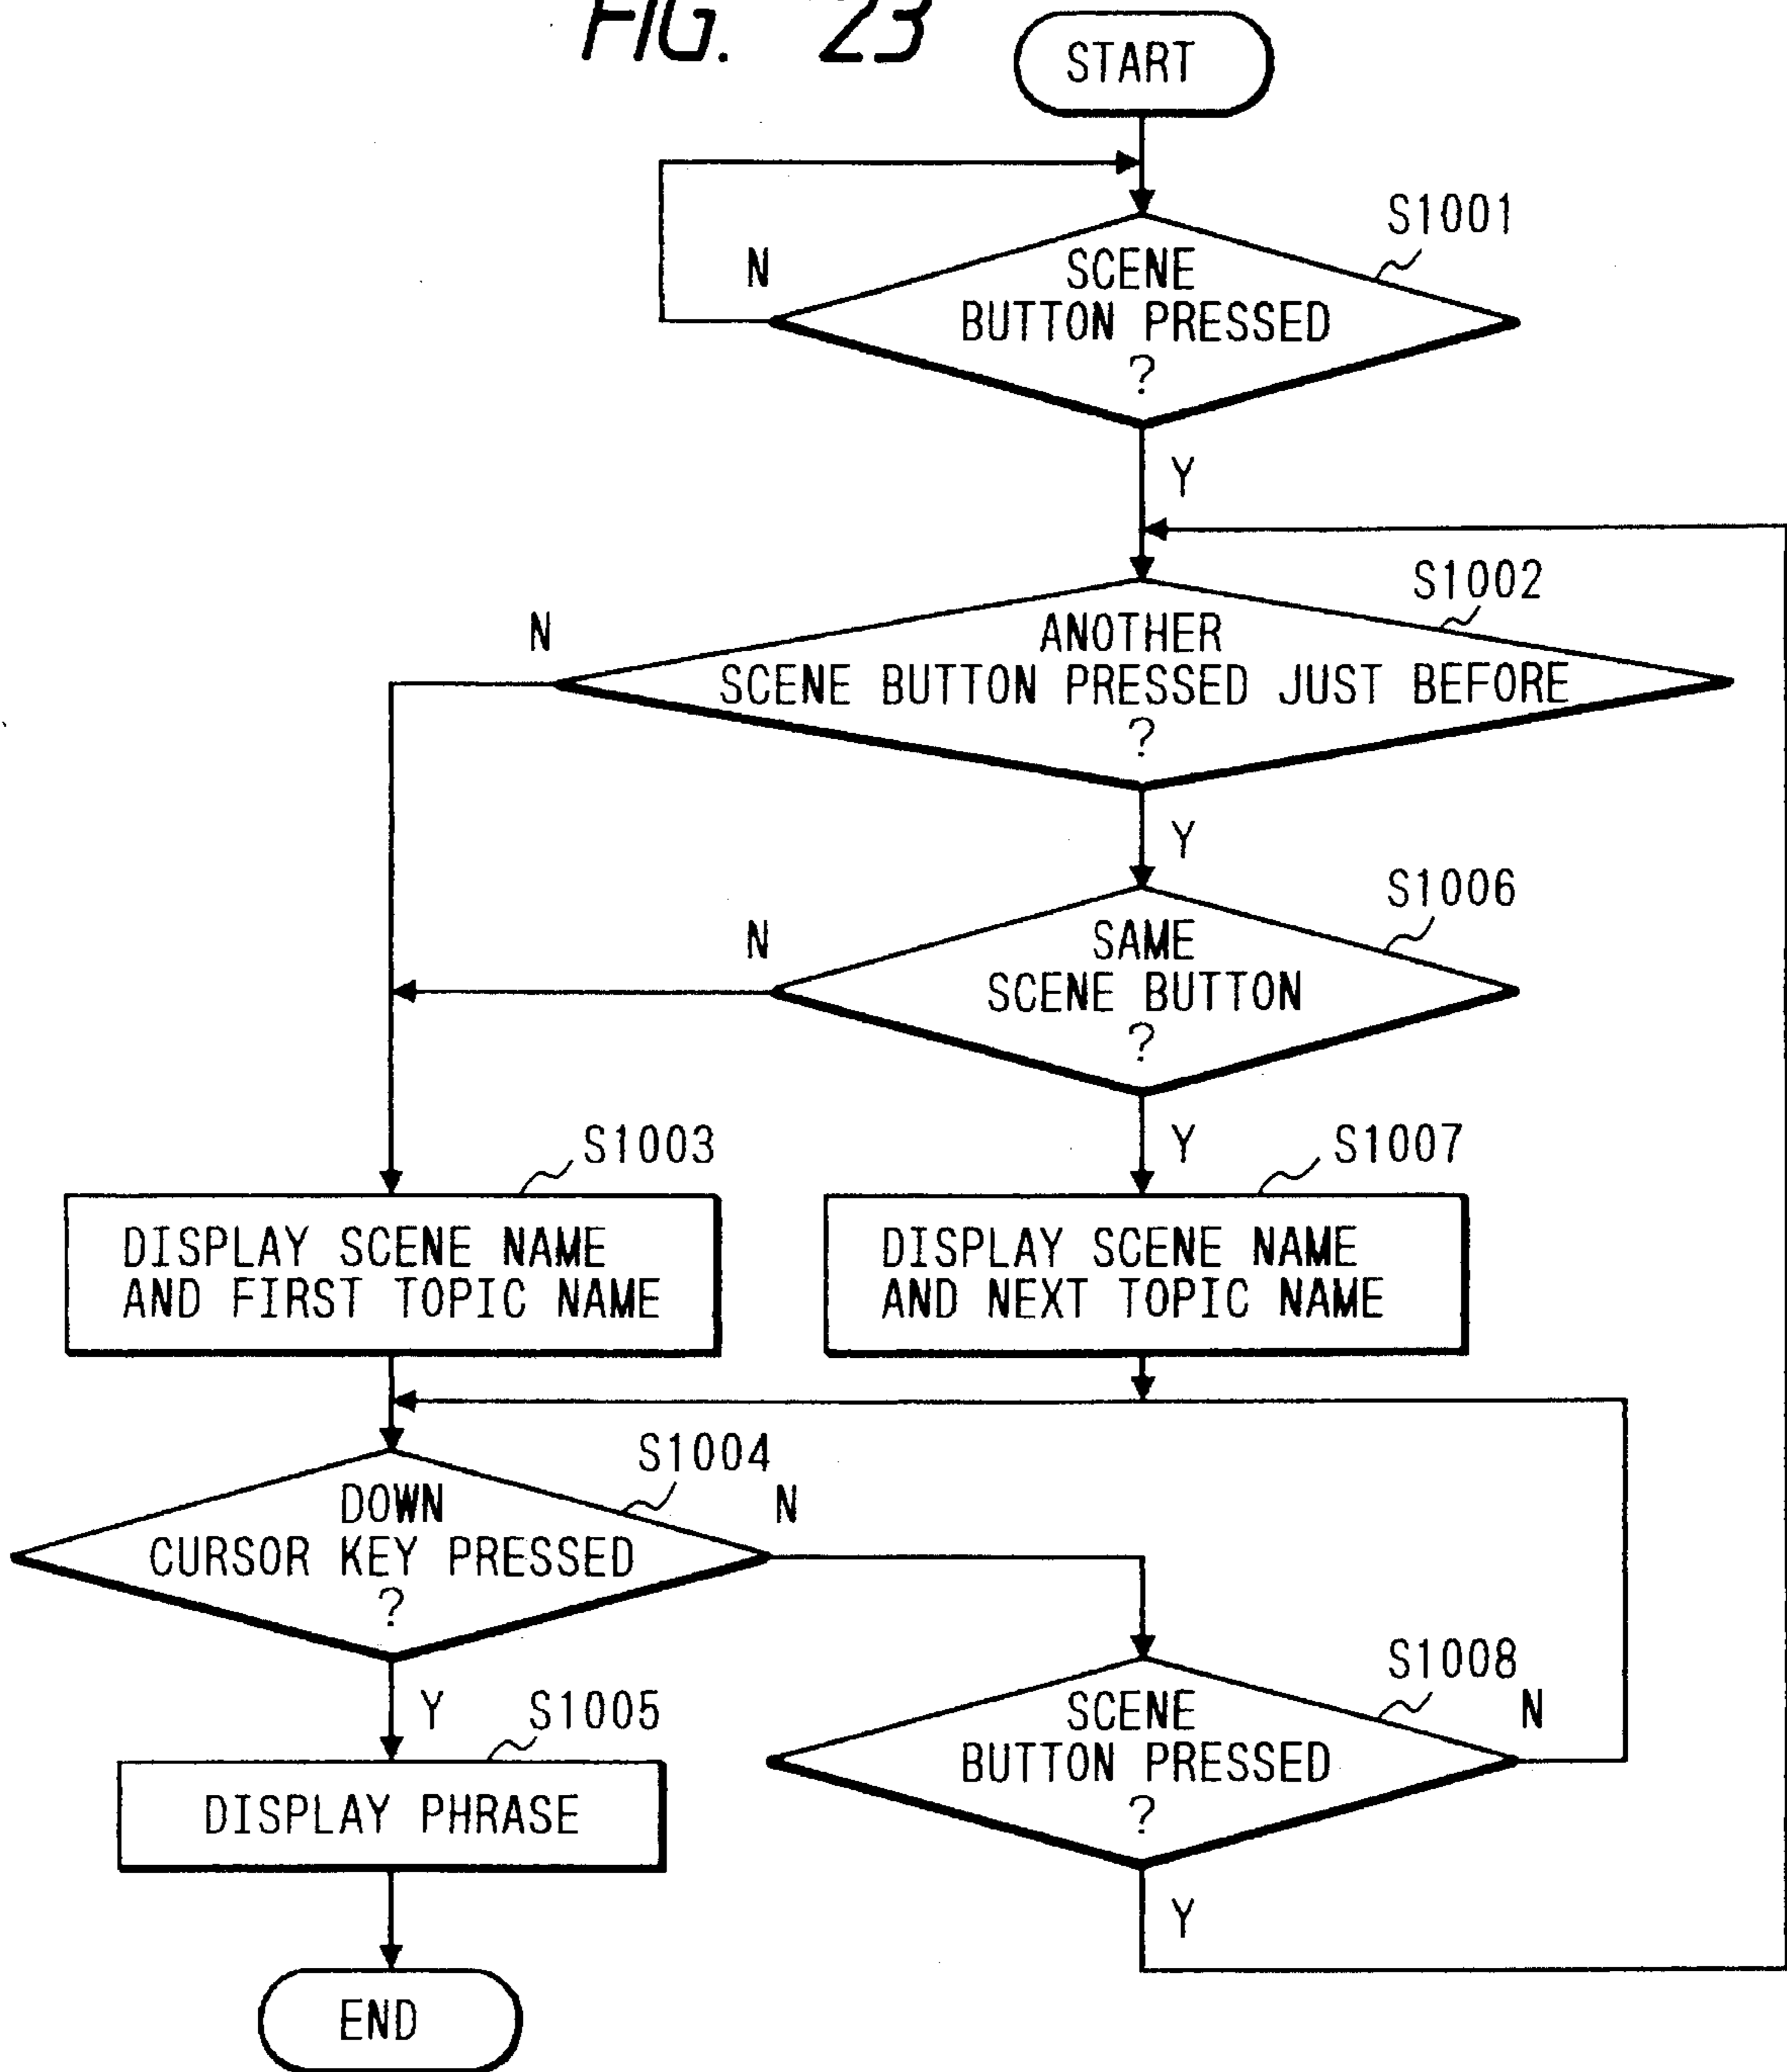 FIG. 23
START
S1001
N
SCENE
BUTTON PRESSED
?
Y
S1002
N
ANOTHER
SCENE BUTTON PRESSED JUST BEFORE
?
Y
S1006
N
SAME
SCENE BUTTON
?
Y
S1003
S1007
DISPLAY SCENE NAME
AND FIRST TOPIC NAME
DISPLAY SCENE NAME
AND NEXT TOPIC NAME
S1004
N
DOWN
CURSOR KEY PRESSED
?
Y
S1005
DISPLAY PHRASE
S1008
N
SCENE
BUTTON PRESSED
?
Y
END